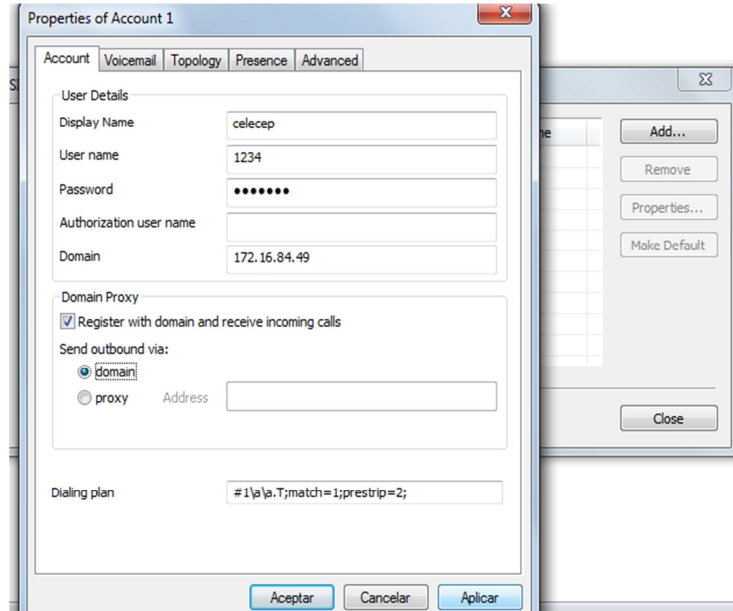 Properties of Account 1
Account Voicemail Topology Presence Advanced
User Details
Display Name celecep
User name 1234
Password •••••••
Authorization user name
Domain 172.16.84.49
Domain Proxy
Register with domain and receive incoming calls
Send outbound via:
domain
proxy Address
Dialing plan #1\a\a.T;match=1;prestrip=2;
Aceptar Cancelar Aplicar
Add...
Remove
Properties...
Make Default
Close